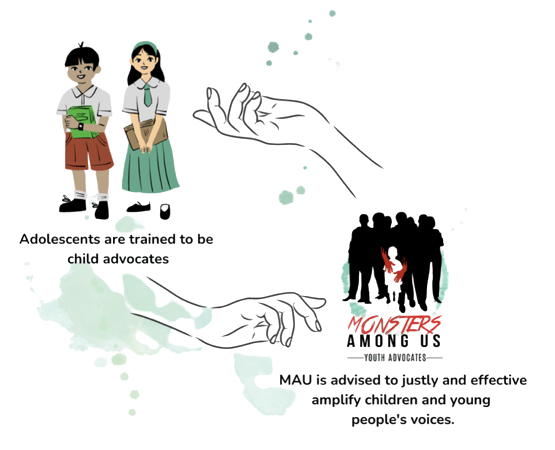 Adolescents are trained to be
child advocates
MONSTERS
AMONG US
YOUTH ADVOCATES
MAU is advised to justly and effective
amplify children and young
people's voices.